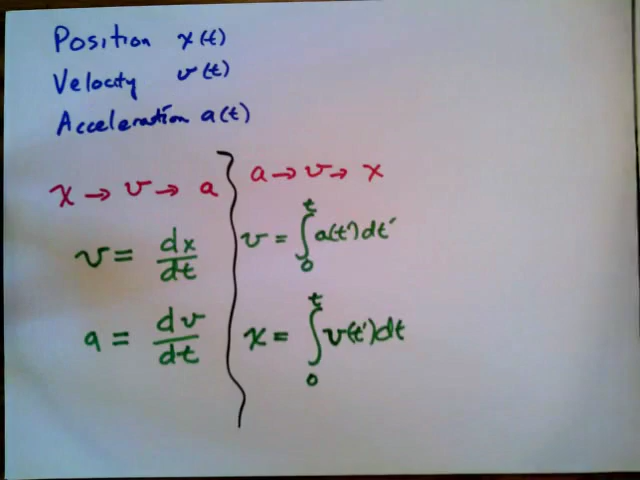 Position x(t)
Velocity v(t)
Acceleration a(t)
x → v → a
v = dx/dt
a = dv/dt
a → v → x
v = ∫₀ᵗ a(t')dt'
x = ∫₀ᵗ v(t')dt